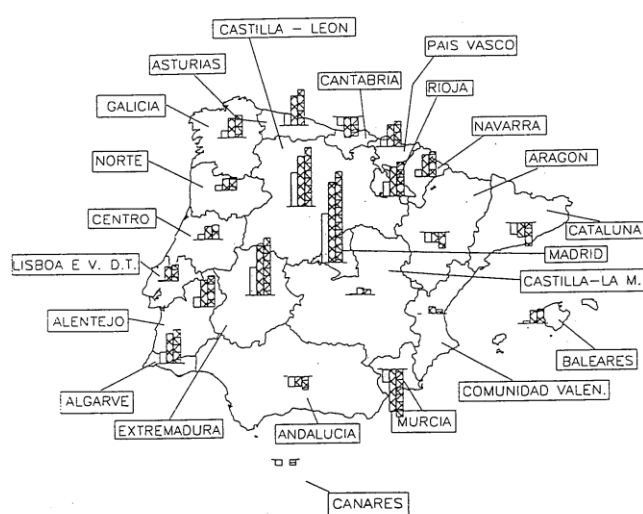 CASTILLA – LEON
PAIS VASCO
ASTURIAS
CANTABRIA
RIOJA
GALICIA
NAVARRA
NORTE
ARAGON
CENTRO
CATALUNA
MADRID
LISBOA E V. D.T.
CASTILLA–LA M.
ALENTEJO
BALEARES
ALGARVE
COMUNIDAD VALEN.
EXTREMADURA
ANDALUCIA
MURCIA
CANARES